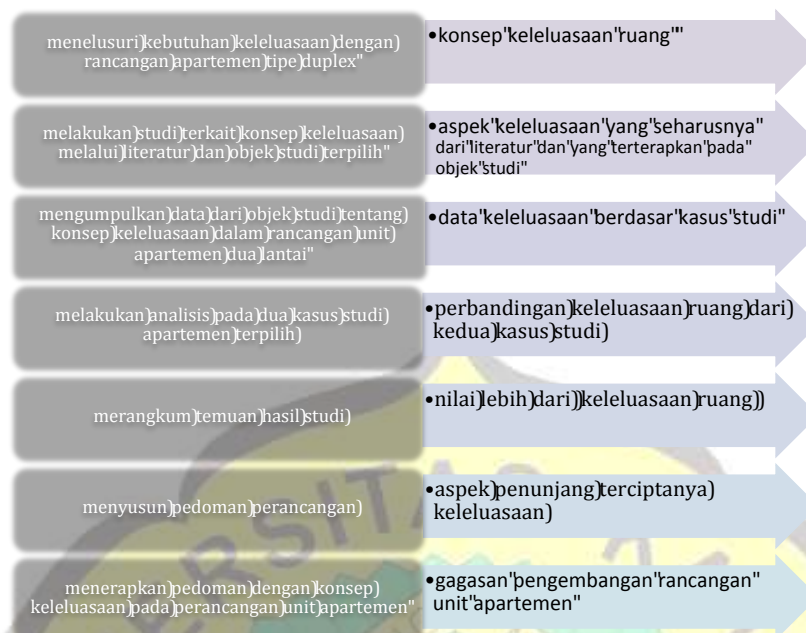 menelusuri)kebutuhan)keleluasaan)dengan)
rancangan)apartemen)tipe)duplex"
•konsep"keleluasaan"ruang""
melakukan)studi)terkait)konsep)keleluasaan)
melalui)literatur)dan)objek)studi)terpilih"
•aspek"keleluasaan"yang"seharusnya"
dari"literatur"dan"yang"terterapkan"pada"
objek"studi"
mengumpulkan)data)dari)objek)studi)tentang)
konsep)keleluasaan)dalam)rancangan)unit)
apartemen)dua)lantai"
•data"keleluasaan"berdasar"kasus"studi"
melakukan)analisis)pada)dua)kasus)studi)
apartemen)terpilih)
•perbandingan)keleluasaan)ruang)dari)
kedua)kasus)studi)
merangkum)temuan)hasil)studi)
•nilai)lebih)dari))keleluasaan)ruang))
menyusun)pedoman)perancangan)
•aspek)penunjang)terciptanya)
keleluasaan)
menerapkan)pedoman)dengan)konsep)
keleluasaan)pada)perancangan)unit)apartemen"
•gagasan"pengembangan"rancangan"
unit"apartemen"
ERSITAS